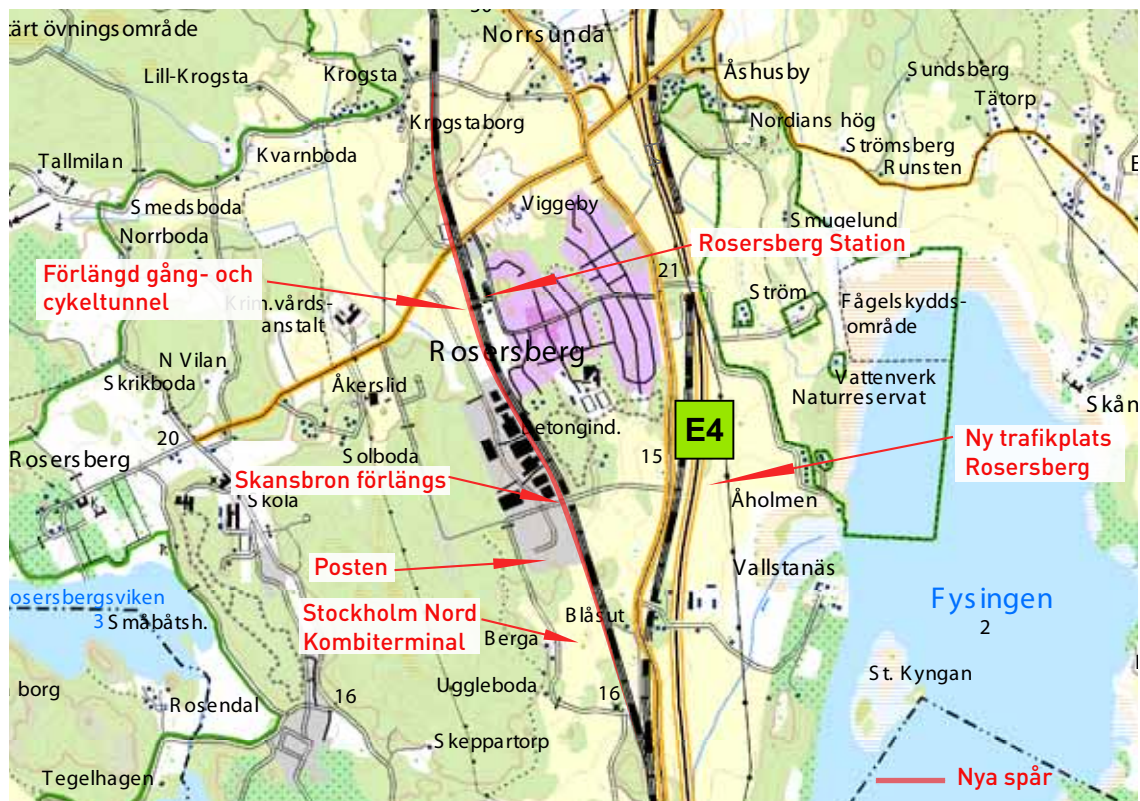 tärt övningsområde
Norrsunda
Lill-Krogsta
Krogsta
Åshusby
Sundsberg
Tätorp
Krogstaborg
Nordians hög
Kvarnboda
Strömsberg
Runsten
Tallmilan
Smedsboda
Viggeby
Smugelund
Norrboda
Rosersberg Station
Förlängd gång- och
cykeltunnel
21
Ström
Fågelskydds-
område
Krim.vårds-
anstalt
Rosersberg
N Vilan
Skrikboda
Åkerslid
Vattenverk
Naturreservat
Skån
E4
20
Betongind.
Ny trafikplats
Rosersberg
Rosersberg
Solboda
15
Skansbron förlängs
Skola
Åholmen
Posten
Vallstanäs
osersbergsviken
3 Småbåtsh.
Stockholm Nord
Kombiterminal
Blåsut
Berga
Fysingen
2
borg
Rosendal
16
Uggleboda
16
St. Kyngan
Skeppartorp
Tegelhagen
Nya spår